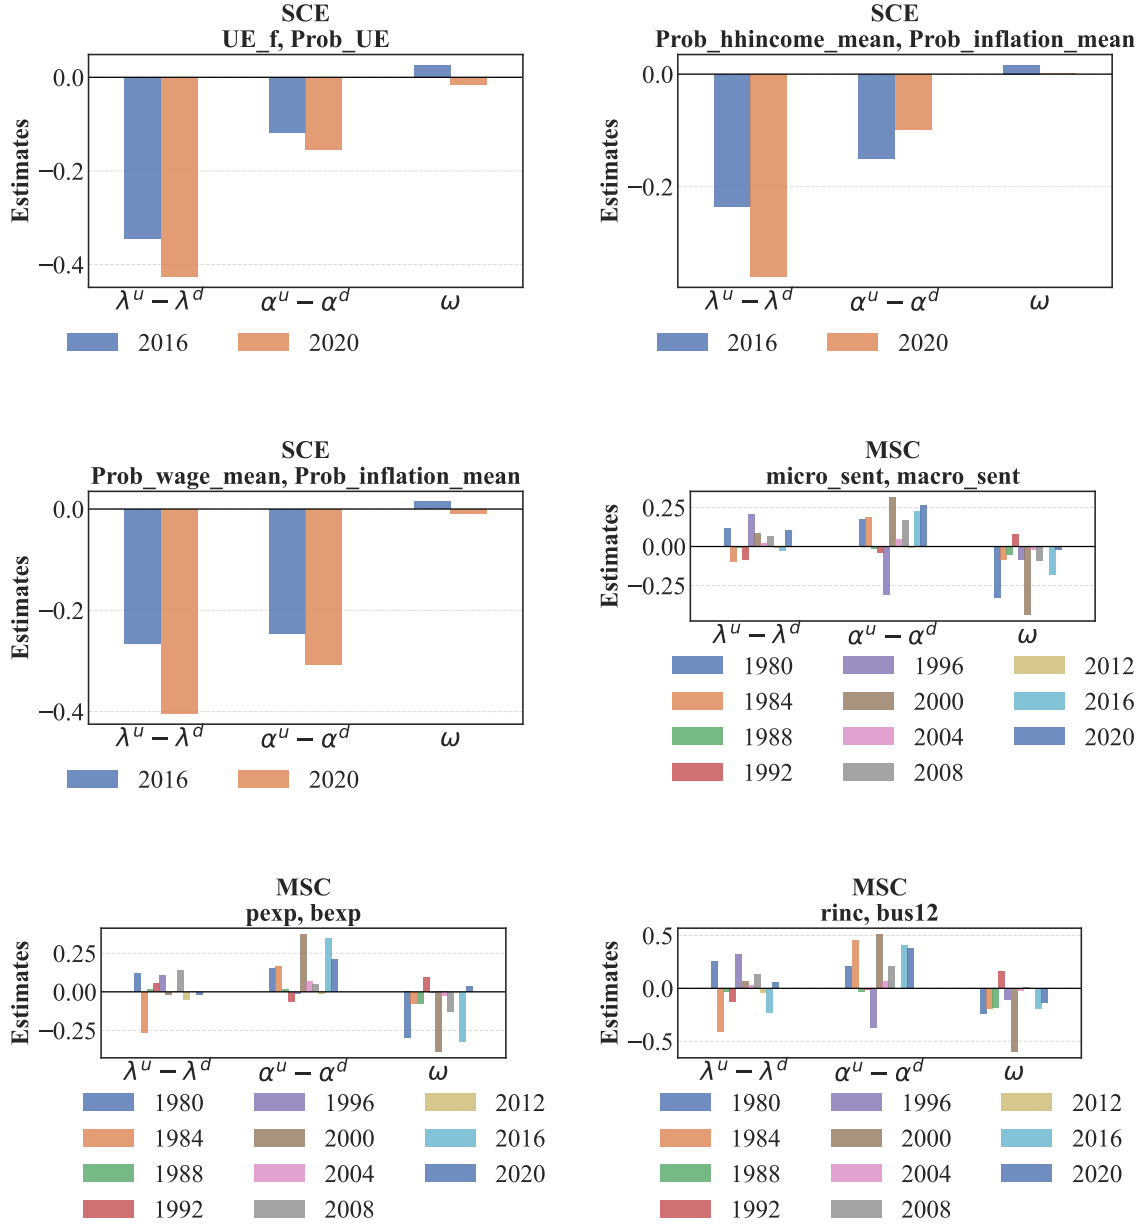 SCE
UE_f, Prob_UE
Estimates
0.0
−0.2
−0.4
λᵘ − λᵈ
αᵘ − αᵈ
ω
2016
2020
SCE
Prob_hhincome_mean, Prob_inflation_mean
Estimates
0.0
−0.2
λᵘ − λᵈ
αᵘ − αᵈ
ω
2016
2020
SCE
Prob_wage_mean, Prob_inflation_mean
Estimates
0.0
−0.2
−0.4
λᵘ − λᵈ
αᵘ − αᵈ
ω
2016
2020
MSC
micro_sent, macro_sent
Estimates
0.25
0.00
−0.25
λᵘ − λᵈ
αᵘ − αᵈ
ω
1980
1996
2012
1984
2000
2016
1988
2004
2020
1992
2008
MSC
pexp, bexp
Estimates
0.25
0.00
−0.25
λᵘ − λᵈ
αᵘ − αᵈ
ω
1980
1996
2012
1984
2000
2016
1988
2004
2020
1992
2008
MSC
rinc, bus12
Estimates
0.5
0.0
−0.5
λᵘ − λᵈ
αᵘ − αᵈ
ω
1980
1996
2012
1984
2000
2016
1988
2004
2020
1992
2008